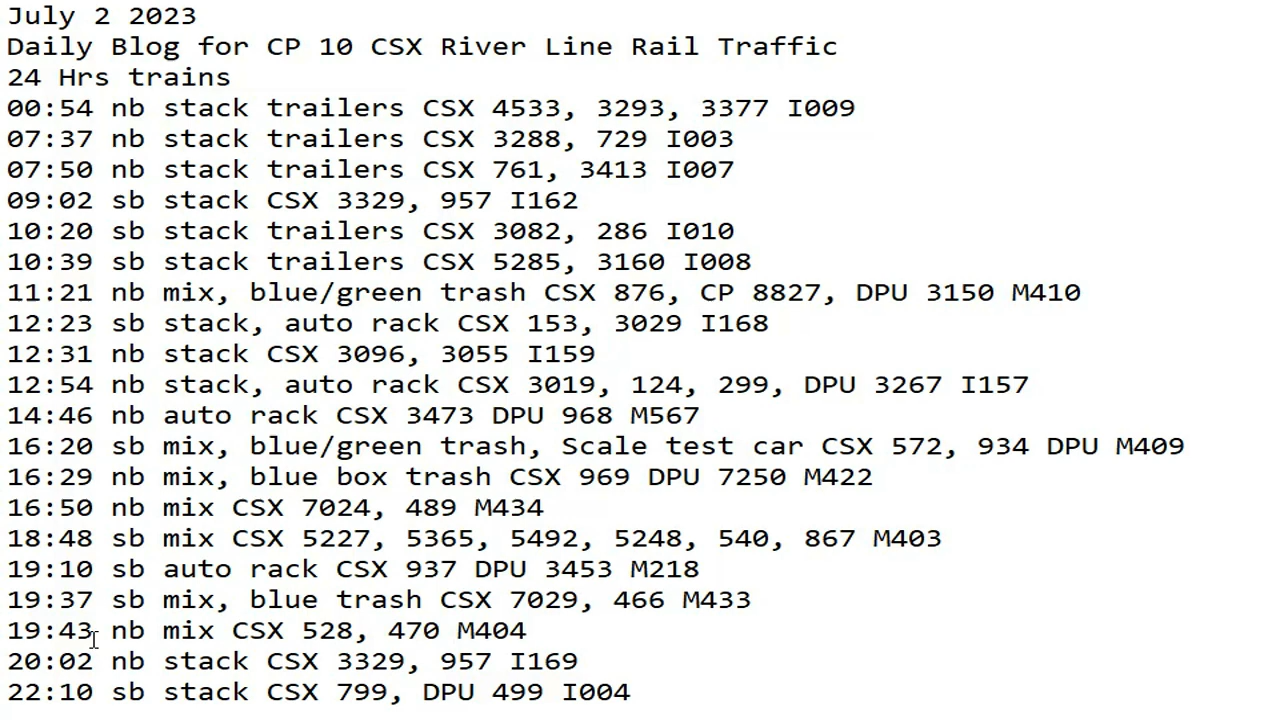 July 2 2023
Daily Blog for CP 10 CSX River Line Rail Traffic
24 Hrs trains
00:54 nb stack trailers CSX 4533, 3293, 3377 I009
07:37 nb stack trailers CSX 3288, 729 I003
07:50 nb stack trailers CSX 761, 3413 I007
09:02 sb stack CSX 3329, 957 I162
10:20 sb stack trailers CSX 3082, 286 I010
10:39 sb stack trailers CSX 5285, 3160 I008
11:21 nb mix, blue/green trash CSX 876, CP 8827, DPU 3150 M410
12:23 sb stack, auto rack CSX 153, 3029 I168
12:31 nb stack CSX 3096, 3055 I159
12:54 nb stack, auto rack CSX 3019, 124, 299, DPU 3267 I157
14:46 nb auto rack CSX 3473 DPU 968 M567
16:20 sb mix, blue/green trash, Scale test car CSX 572, 934 DPU M409
16:29 nb mix, blue box trash CSX 969 DPU 7250 M422
16:50 nb mix CSX 7024, 489 M434
18:48 sb mix CSX 5227, 5365, 5492, 5248, 540, 867 M403
19:10 sb auto rack CSX 937 DPU 3453 M218
19:37 sb mix, blue trash CSX 7029, 466 M433
19:43 nb mix CSX 528, 470 M404
20:02 nb stack CSX 3329, 957 I169
22:10 sb stack CSX 799, DPU 499 I004